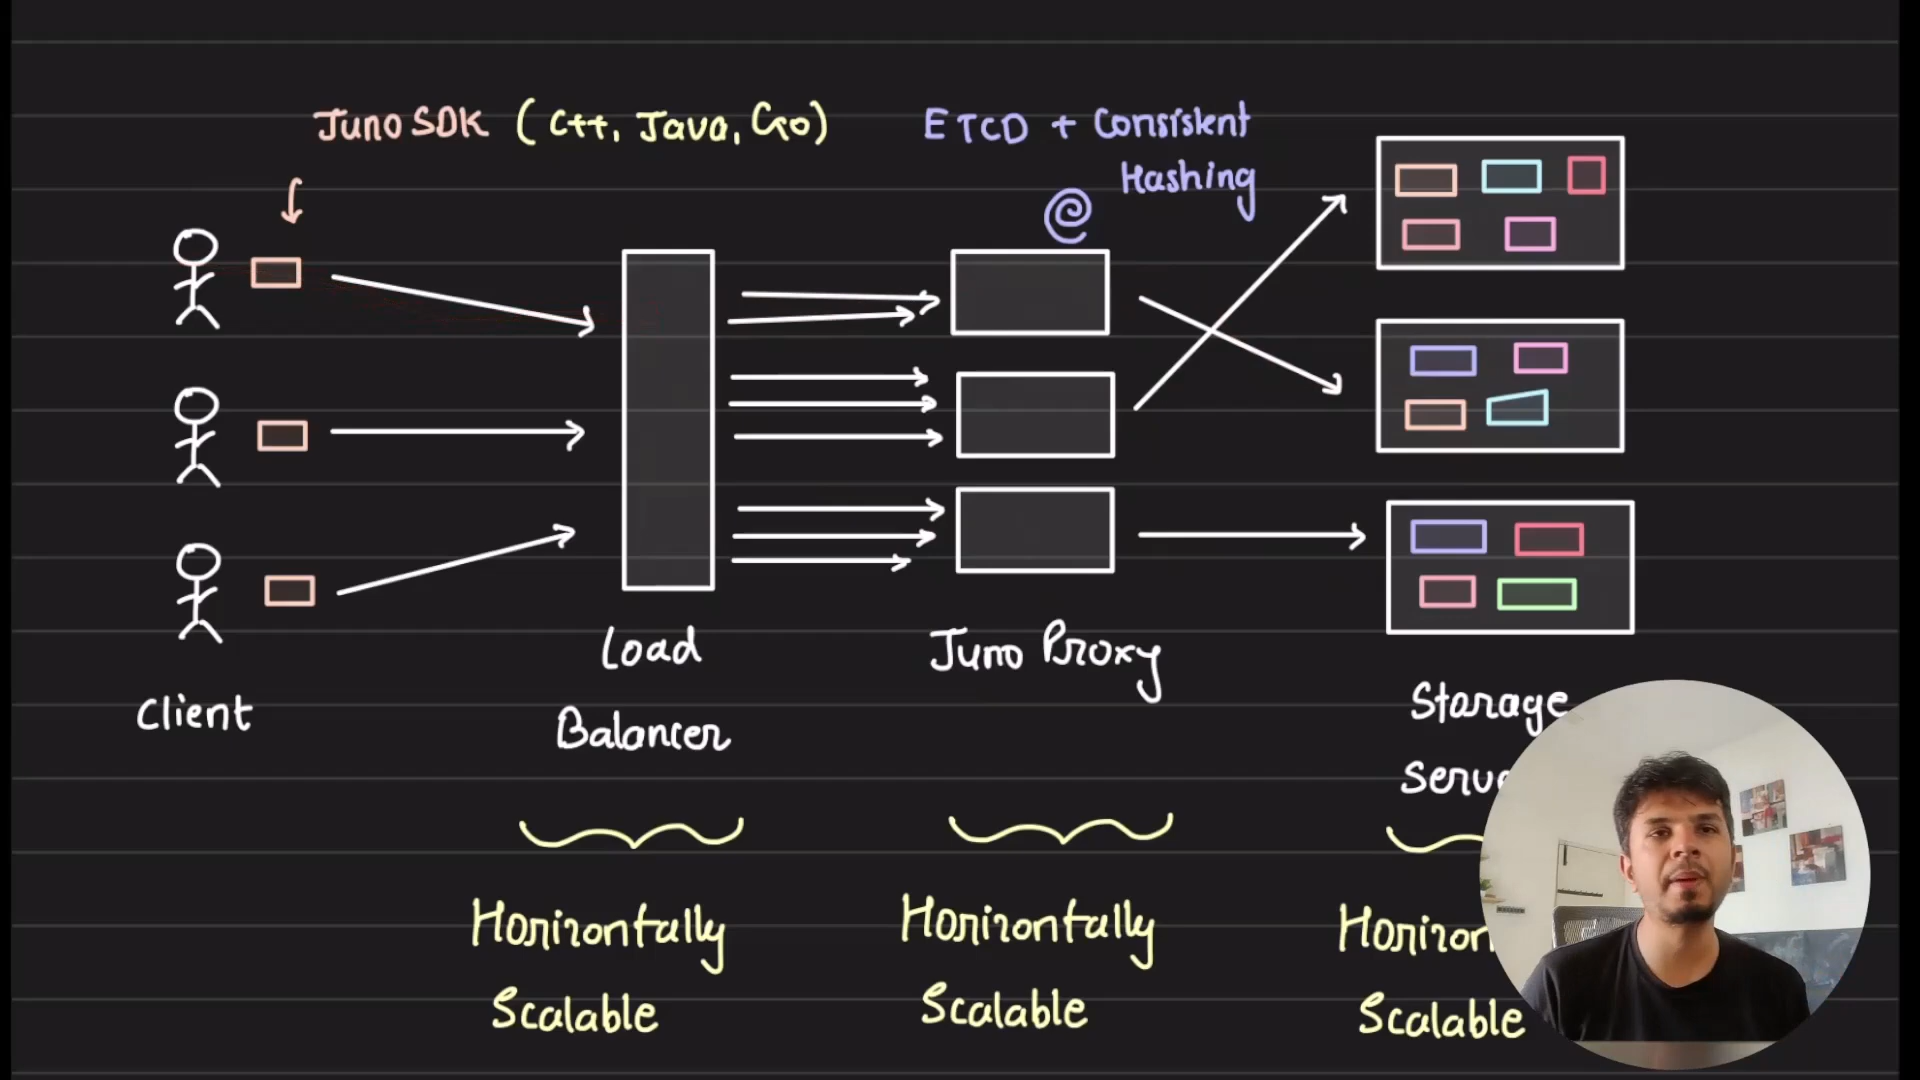 Juno SDK (C++, Java, Go)
ETCD + Consistent
Hashing
Client
Load
Balancer
Juno Proxy
Storage
Horizontally
Scalable
Horizontally
Scalable
Scalable